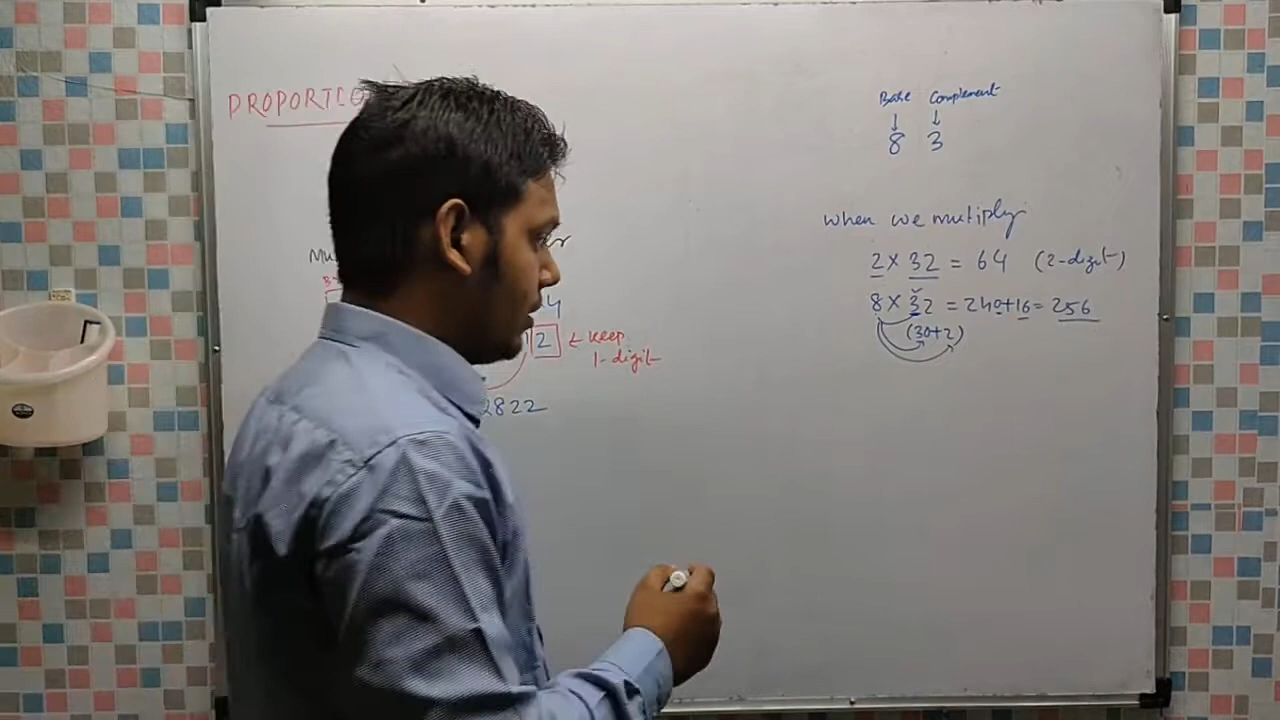 PROPORTIO
Base Complement
↓ ↓
8 3
when we multiply
2 × 32 = 64 (2-digit)
8 × 32 = 240+16 = 256
(30+2)
4
2 ← Keep
1-digit
2822